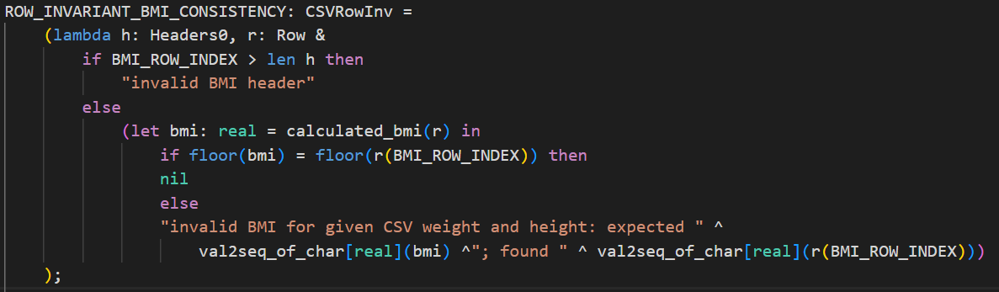 ROW_INVARIANT_BMI_CONSISTENCY: CSVRowInv =
(lambda h: Headers0, r: Row &
if BMI_ROW_INDEX > len h then
"invalid BMI header"
else
(let bmi: real = calculated_bmi(r) in
if floor(bmi) = floor(r(BMI_ROW_INDEX)) then
nil
else
"invalid BMI for given CSV weight and height: expected " ^
val2seq_of_char[real](bmi) ^"; found " ^ val2seq_of_char[real](r(BMI_ROW_INDEX)))
);